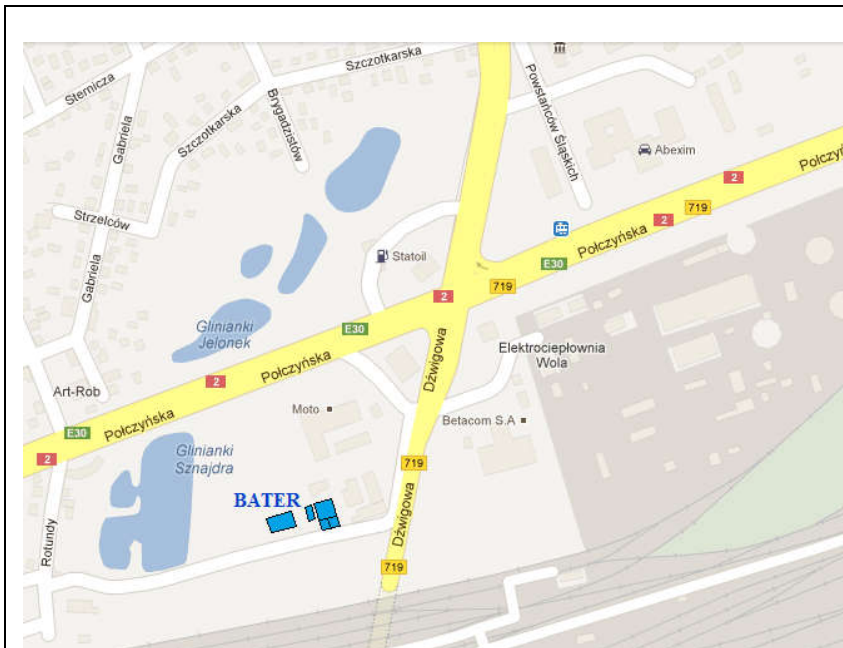 Szczotkarska
Sternicza
Gabriela
Brygadzistów
Powstańców Śląskich
Abexim
Szczotkarska
Połczyń
2
719
2
Strzelców
Połczyńska
Statoil
E30
Gabriela
719
2
Glinianki
Jelonek
E30
Połczyńska
Elektrociepłownia
Wola
Dźwigowa
2
Art-Rob
Połczyńska
Moto
Betacom S.A
E30
2
Glinianki
Sznajdra
719
BATER
Dźwigowa
Rotundy
719